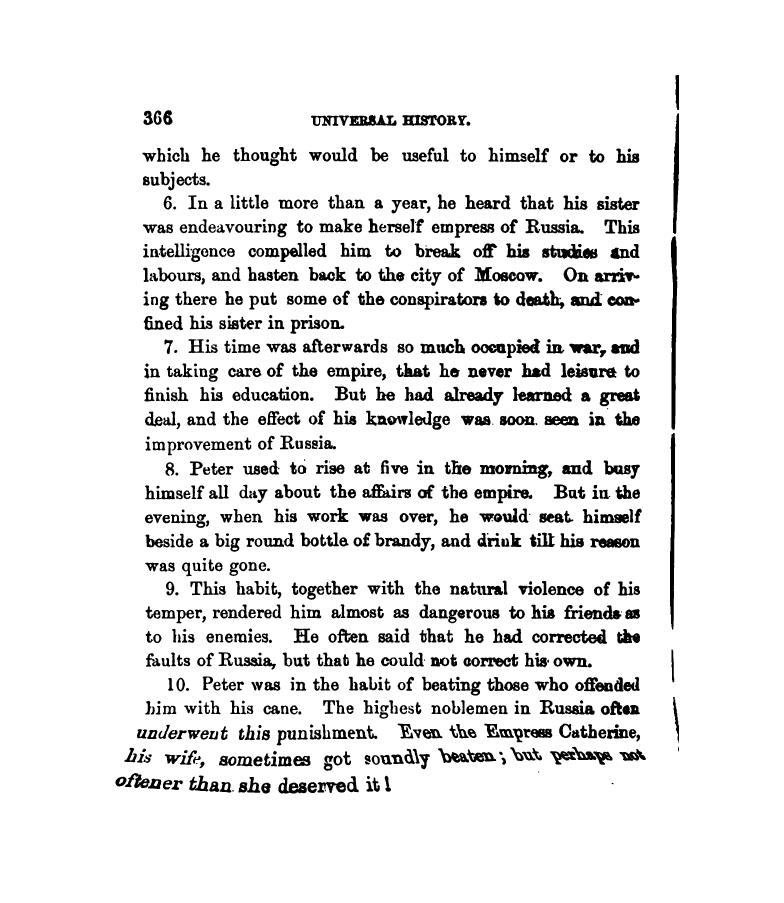 366 UNIVERSAL HISTORY.
which he thought would be useful to himself or to his
subjects.
6. In a little more than a year, he heard that his sister
was endeavouring to make herself empress of Russia. This
intelligence compelled him to break off his studies and
labours, and hasten back to the city of Moscow. On arriv-
ing there he put some of the conspirators to death, and con-
fined his sister in prison.
7. His time was afterwards so much occupied in war, and
in taking care of the empire, that he never had leisure to
finish his education. But he had already learned a great
deal, and the effect of his knowledge was soon seen in the
improvement of Russia.
8. Peter used to rise at five in the morning, and busy
himself all day about the affairs of the empire. But in the
evening, when his work was over, he would seat himself
beside a big round bottle of brandy, and drink till his reason
was quite gone.
9. This habit, together with the natural violence of his
temper, rendered him almost as dangerous to his friends as
to his enemies. He often said that he had corrected the
faults of Russia, but that he could not correct his own.
10. Peter was in the habit of beating those who offended
him with his cane. The highest noblemen in Russia often
underwent this punishment. Even the Empress Catherine,
his wife, sometimes got soundly beaten; but perhaps not
oftener than she deserved it!